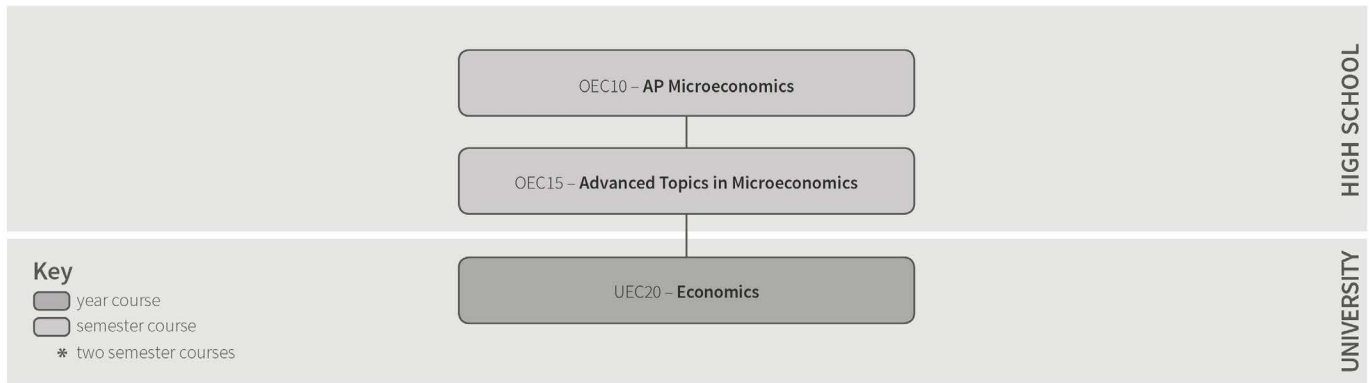 OEC10 – AP Microeconomics
HIGH SCHOOL
OEC15 – Advanced Topics in Microeconomics
UEC20 – Economics
UNIVERSITY
Key
year course
semester course
* two semester courses